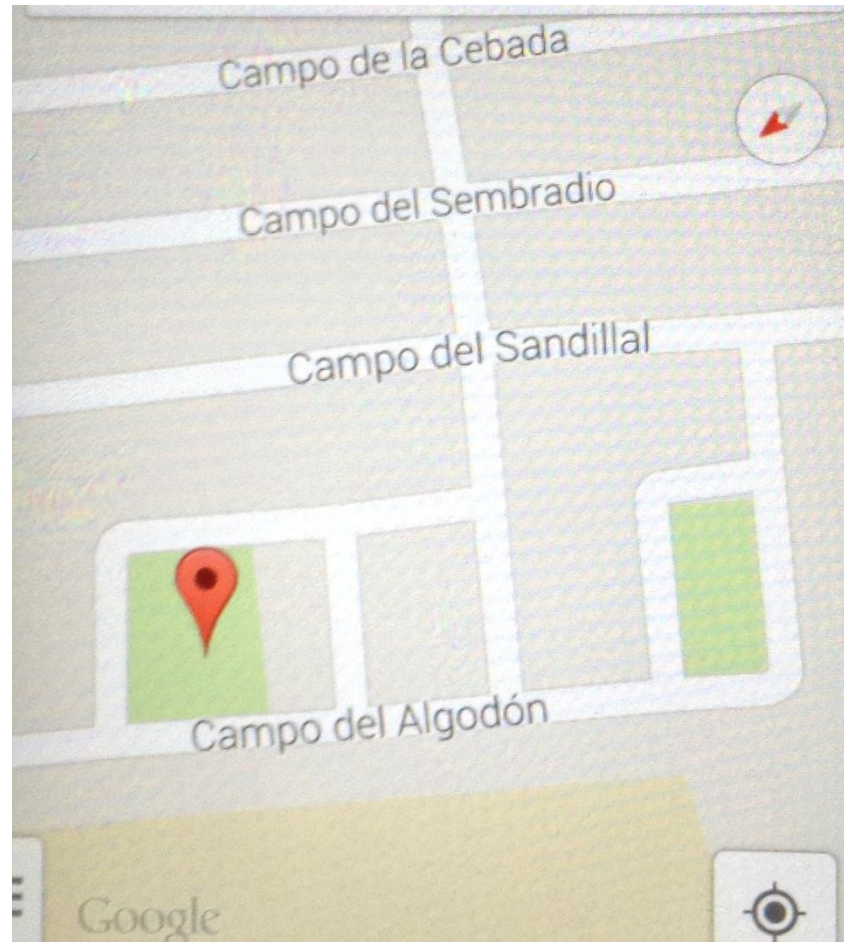 Campo de la Cebada
Campo del Sembradio
Campo del Sandillal
Campo del Algodón
Google